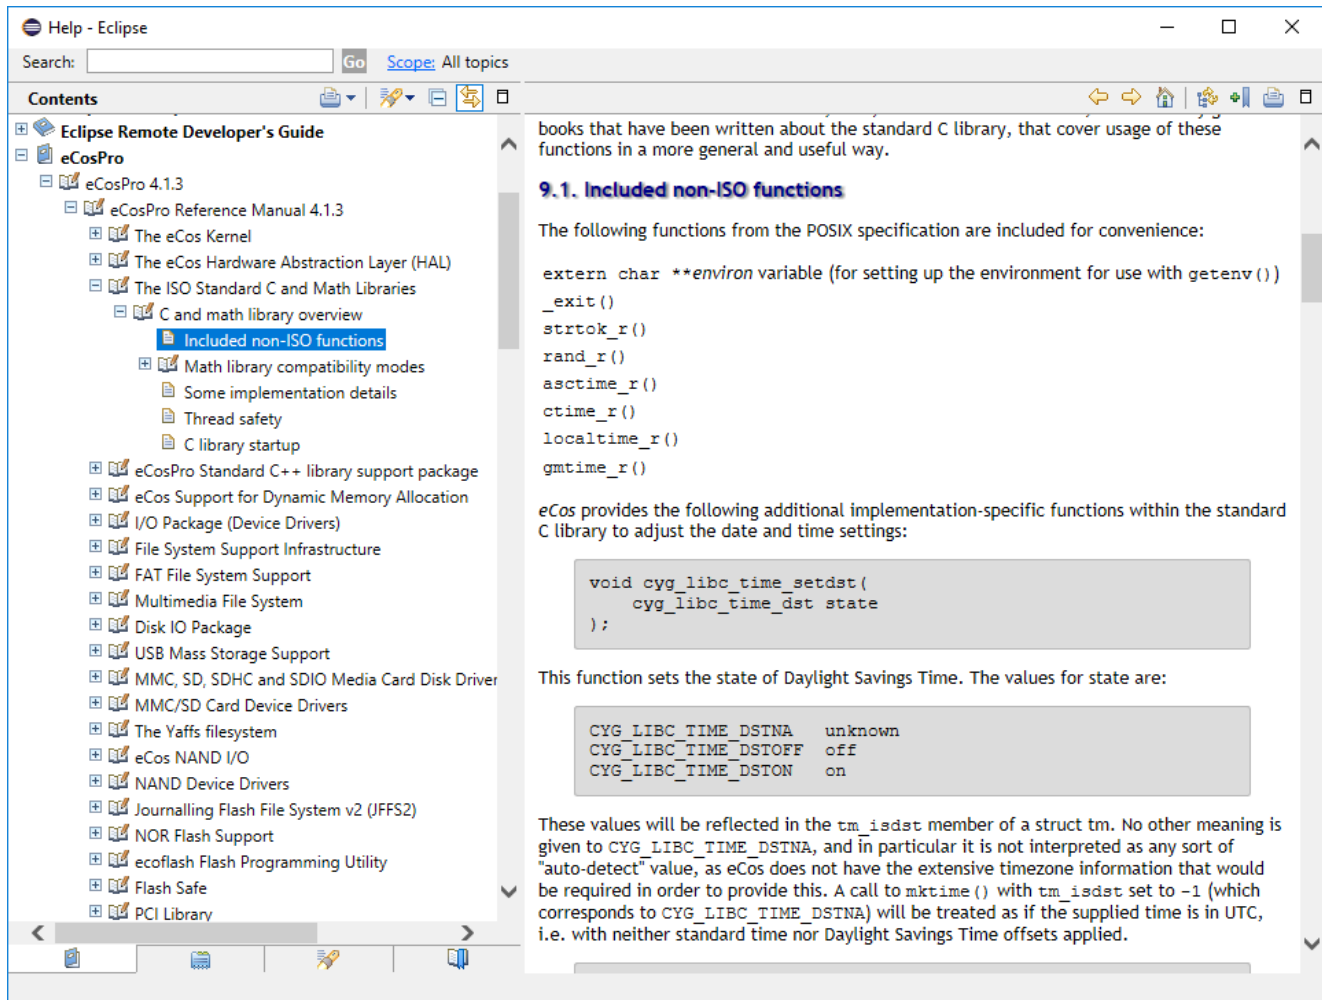 Help - Eclipse
Search:
Go
Scope: All topics
Contents
Eclipse Remote Developer's Guide
eCosPro
eCosPro 4.1.3
eCosPro Reference Manual 4.1.3
The eCos Kernel
The eCos Hardware Abstraction Layer (HAL)
The ISO Standard C and Math Libraries
C and math library overview
Included non-ISO functions
Math library compatibility modes
Some implementation details
Thread safety
C library startup
eCosPro Standard C++ library support package
eCos Support for Dynamic Memory Allocation
I/O Package (Device Drivers)
File System Support Infrastructure
FAT File System Support
Multimedia File System
Disk IO Package
USB Mass Storage Support
MMC, SD, SDHC and SDIO Media Card Disk Driver
MMC/SD Card Device Drivers
The Yaffs filesystem
eCos NAND I/O
NAND Device Drivers
Journalling Flash File System v2 (JFFS2)
NOR Flash Support
ecoflash Flash Programming Utility
Flash Safe
PCI Library
books that have been written about the standard C library, that cover usage of these
functions in a more general and useful way.
9.1. Included non-ISO functions
The following functions from the POSIX specification are included for convenience:
extern char **environ variable (for setting up the environment for use with getenv())
_exit()
strtok_r()
rand_r()
asctime_r()
ctime_r()
localtime_r()
gmtime_r()
eCos provides the following additional implementation-specific functions within the standard
C library to adjust the date and time settings:
void cyg_libc_time_setdst(
cyg_libc_time_dst state
);
This function sets the state of Daylight Savings Time. The values for state are:
CYG_LIBC_TIME_DSTNA unknown
CYG_LIBC_TIME_DSTOFF off
CYG_LIBC_TIME_DSTON on
These values will be reflected in the tm_isdst member of a struct tm. No other meaning is
given to CYG_LIBC_TIME_DSTNA, and in particular it is not interpreted as any sort of
"auto-detect" value, as eCos does not have the extensive timezone information that would
be required in order to provide this. A call to mktime() with tm_isdst set to -1 (which
corresponds to CYG_LIBC_TIME_DSTNA) will be treated as if the supplied time is in UTC,
i.e. with neither standard time nor Daylight Savings Time offsets applied.